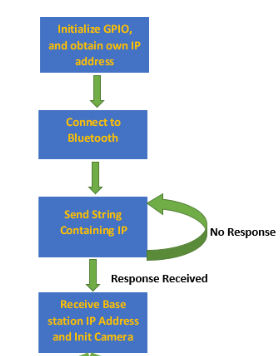 Initialize GPIO,
and obtain own IP
address
Connect to
Bluetooth
Send String
Containing IP
No Response
Response Received
Receive Base
station IP Address
and Init Camera